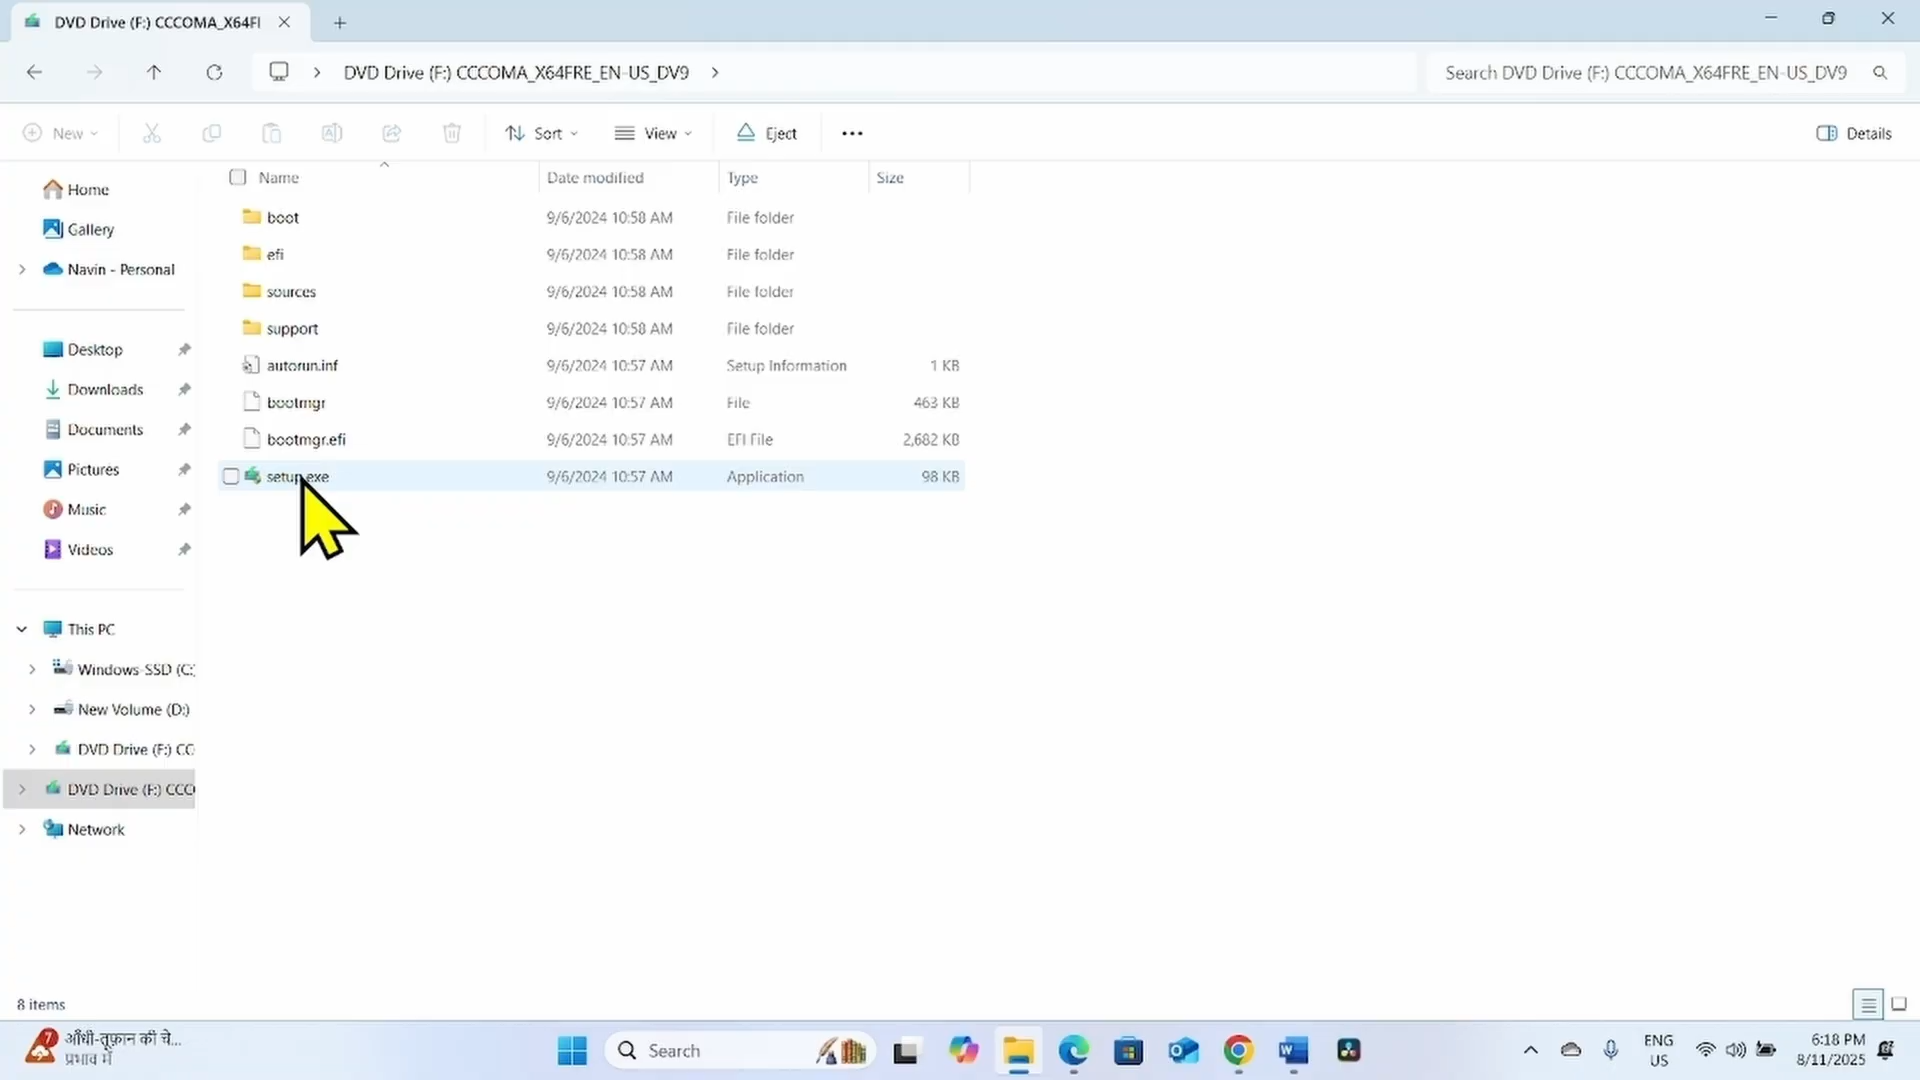 DVD Drive (F:) CCCOMA_X64FI
DVD Drive (F:) CCCOMA_X64FRE_EN-US_DV9
Search DVD Drive (F:) CCCOMA_X64FRE_EN-US_DV9
New
Sort
View
Eject
Details
Name Date modified Type Size
boot 9/6/2024 10:58 AM File folder
efi 9/6/2024 10:58 AM File folder
sources 9/6/2024 10:58 AM File folder
support 9/6/2024 10:58 AM File folder
autorun.inf 9/6/2024 10:57 AM Setup Information 1 KB
bootmgr 9/6/2024 10:57 AM File 463 KB
bootmgr.efi 9/6/2024 10:57 AM EFI File 2,682 KB
setup.exe 9/6/2024 10:57 AM Application 98 KB
Home
Gallery
Navin - Personal
Desktop
Downloads
Documents
Pictures
Music
Videos
This PC
Windows-SSD (C:
New Volume (D:)
DVD Drive (F:) CC
DVD Drive (F:) CCC
Network
8 items
7
आँधी-तूफ़ान की चे...
प्रभाव में
Search
ENG
US
6:18 PM
8/11/2025